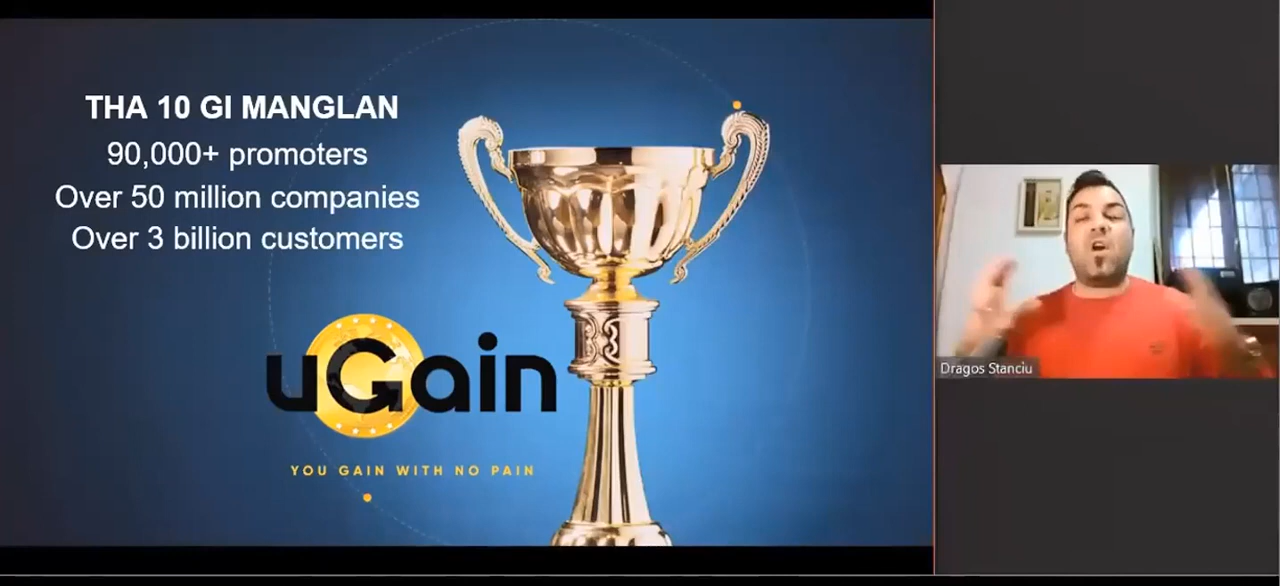 THA 10 GI MANGLAN
90,000+ promoters
Over 50 million companies
Over 3 billion customers
uGain
YOU GAIN WITH NO PAIN
Dragos Stanciu